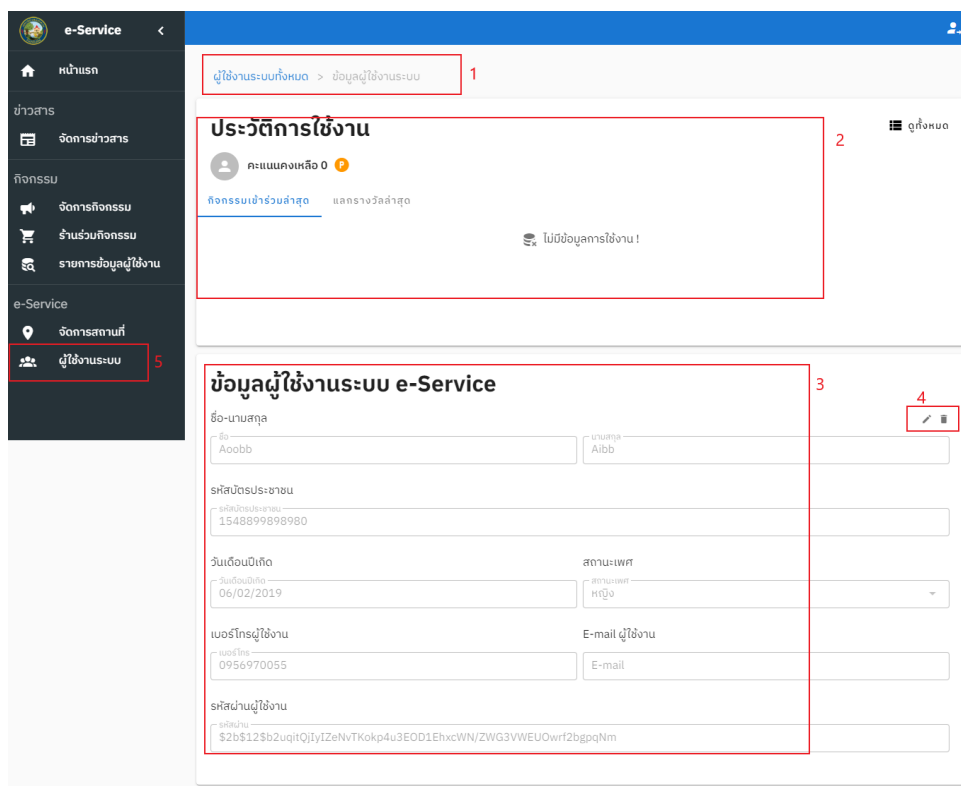 e-Service
หน้าแรก
ข่าวสาร
จัดการข่าวสาร
กิจกรรม
จัดการกิจกรรม
ร้านร่วมกิจกรรม
รายการข้อมูลผู้ใช้งาน
e-Service
จัดการสถานที่
ผู้ใช้งานระบบ 5
ผู้ใช้งานระบบทั้งหมด > ข้อมูลผู้ใช้งานระบบ 1
ประวัติการใช้งาน 2 ดูทั้งหมด
คะแนนคงเหลือ 0 P
กิจกรรมเข้าร่วมล่าสุด แลกรางวัลล่าสุด
ไม่มีข้อมูลการใช้งาน !
ข้อมูลผู้ใช้งานระบบ e-Service 3
4
ชื่อ-นามสกุล
ชื่อ นามสกุล
Aoobb Aibb
รหัสบัตรประชาชน
รหัสบัตรประชาชน
1548899898980
วันเดือนปีเกิด สถานะเพศ
วันเดือนปีเกิด สถานะเพศ
06/02/2019 หญิง
เบอร์โทรผู้ใช้งาน E-mail ผู้ใช้งาน
เบอร์โทร
0956970055 E-mail
รหัสผ่านผู้ใช้งาน
รหัสผ่าน
$2b$12$b2uqitQjIyIZeNvTKokp4u3EOD1EhxcWN/ZWG3VWEUOwrf2bgpqNm